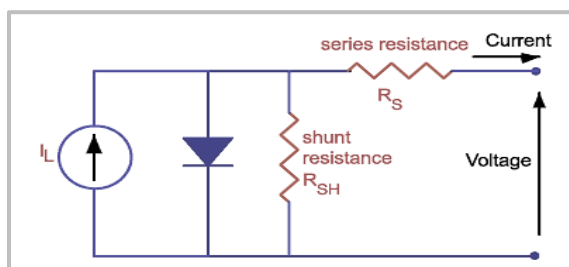 series resistance
Current
R_S
I_L
shunt
resistance
R_SH
Voltage